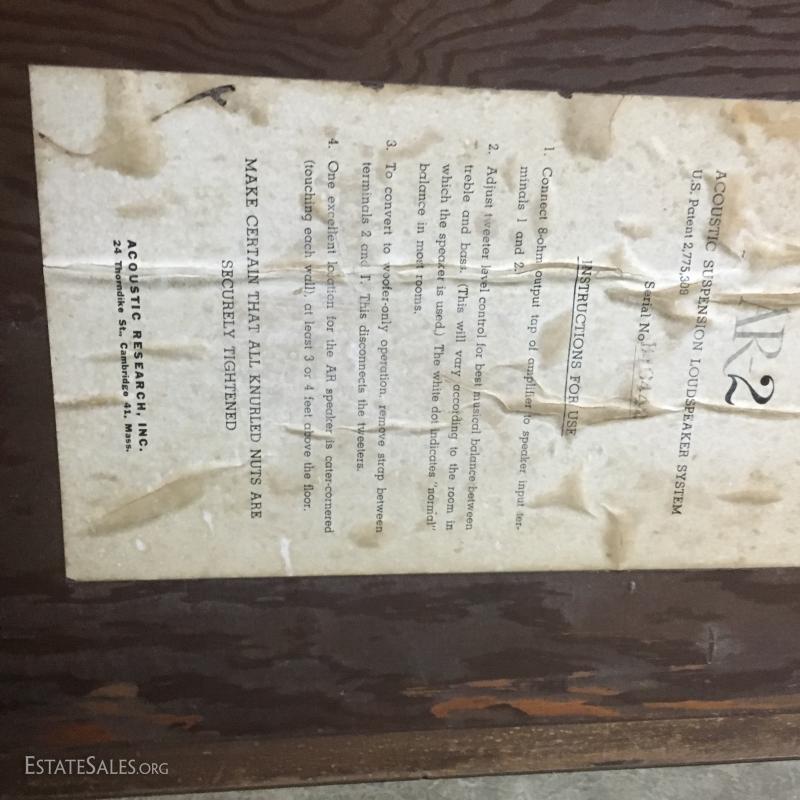 AR-2
ACOUSTIC SUSPENSION LOUDSPEAKER SYSTEM
U.S. Patent 2,775,309
Serial No.
INSTRUCTIONS FOR USE
1. Connect 8-ohm output tap of amplifier to speaker input ter-
minals 1 and 2.
2. Adjust tweeter level control for best musical balance between
treble and bass. (This will vary according to the room in
which the speaker is used.) The white dot indicates "normal"
balance in most rooms.
3. To convert to woofer-only operation, remove strap between
terminals 2 and T. This disconnects the tweeters.
4. One excellent location for the AR speaker is cater-cornered
(touching each wall), at least 3 or 4 feet above the floor.
MAKE CERTAIN THAT ALL KNURLED NUTS ARE
SECURELY TIGHTENED
ACOUSTIC RESEARCH, INC.
24 Thorndike St., Cambridge 41, Mass.
ESTATESALES.ORG